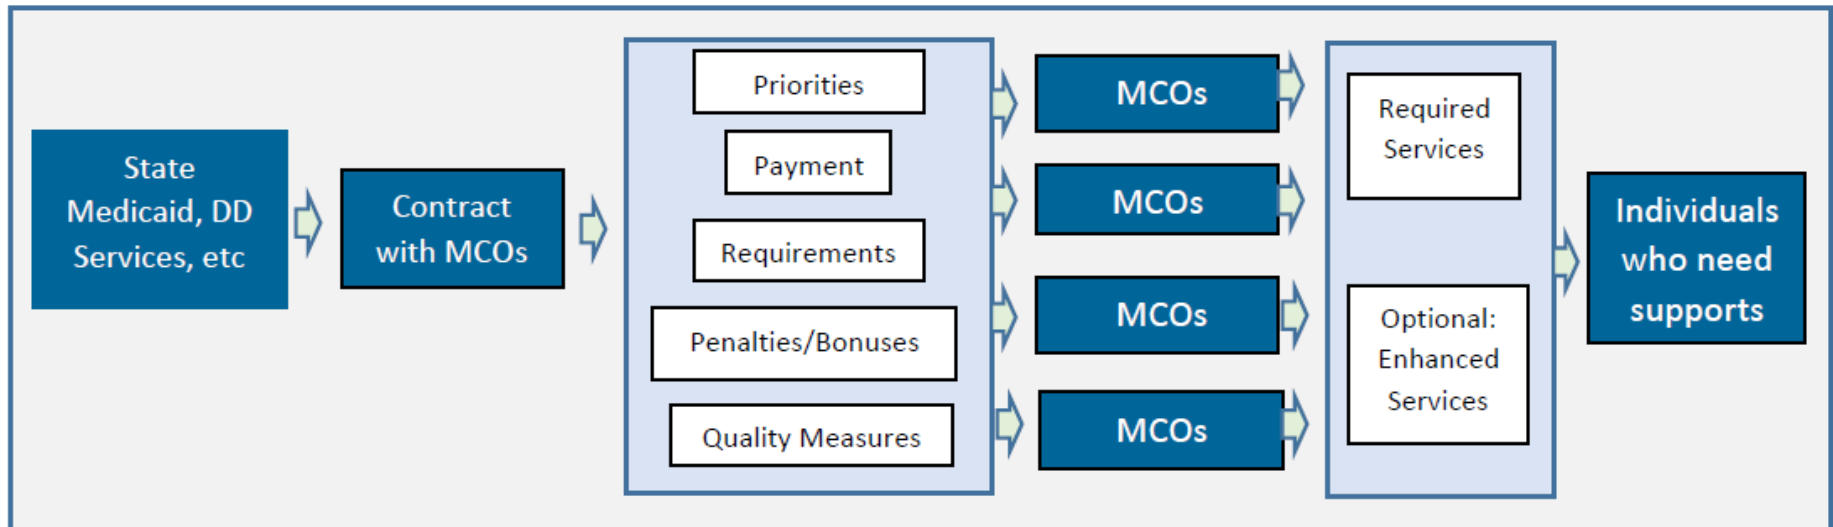 State
Medicaid, DD
Services, etc
Contract
with MCOs
Priorities
Payment
Requirements
Penalties/Bonuses
Quality Measures
MCOs
MCOs
MCOs
MCOs
Required
Services
Optional:
Enhanced
Services
Individuals
who need
supports